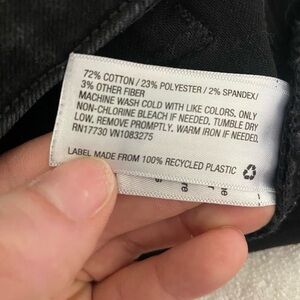 72% COTTON / 23% POLYESTER / 2% SPANDEX/
3% OTHER FIBER
MACHINE WASH COLD WITH LIKE COLORS. ONLY
NON-CHLORINE BLEACH IF NEEDED. TUMBLE DRY
LOW. REMOVE PROMPTLY. WARM IRON IF NEEDED.
RN17730 VN1083275
LABEL MADE FROM 100% RECYCLED PLASTIC